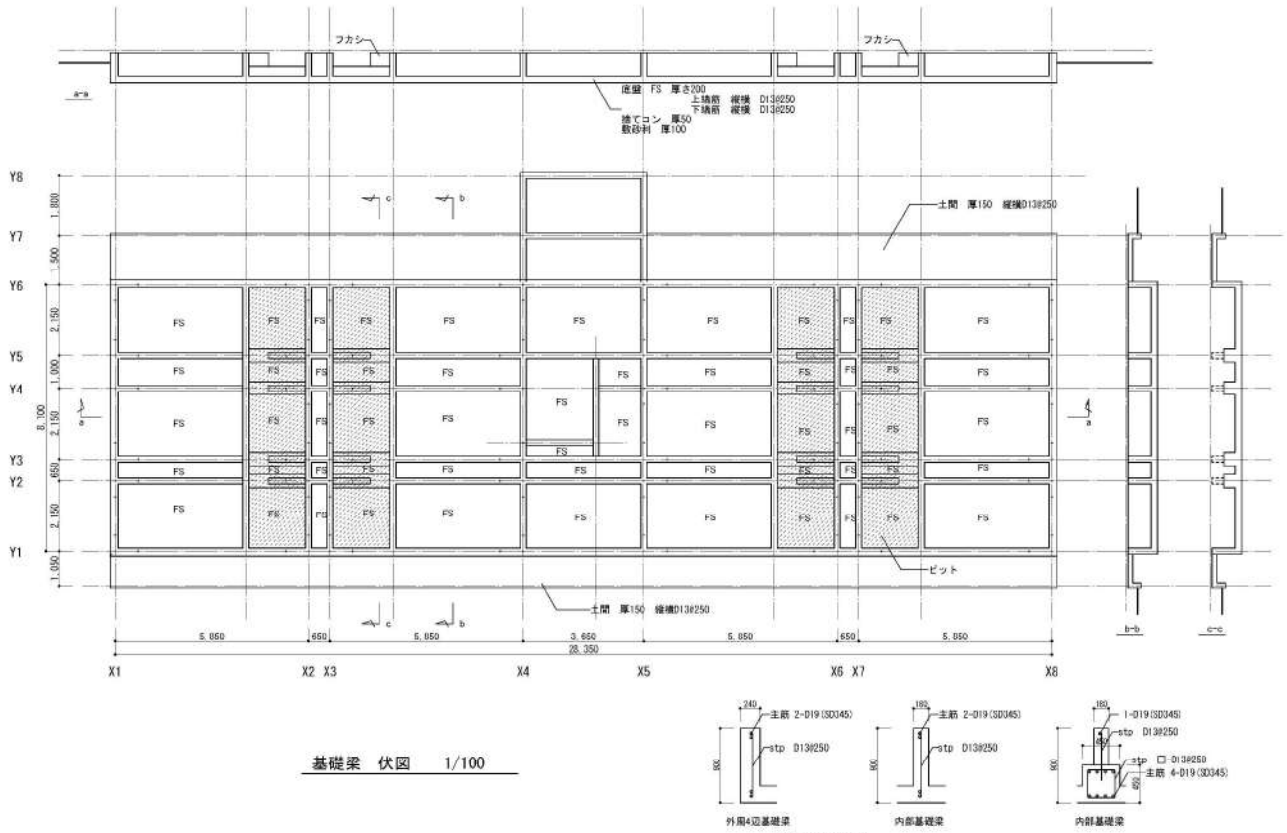 フカシ
フカシ
a-a
底盤 FS 厚さ200
上端筋 縦横 D13@250
下端筋 縦横 D13@250
捨てコン 厚50
敷砂利 厚100
Y8
1,800
c
b
土間 厚150 縦横D13@250
Y7
1,500
Y6
2,150
FS FS FS FS FS FS FS FS FS FS FS
Y5
1,000
FS FS FS FS FS FS FS FS FS FS FS
Y4
8,100
2,150
a
FS FS FS FS FS FS FS FS FS FS FS FS
a
FS
Y3
650
FS FS FS FS FS FS FS FS FS FS FS
Y2
2,150
FS FS FS FS FS FS FS FS FS FS FS
Y1
ピット
1,050
土間 厚150 縦横D13@250
c
b
b-b
c-c
5,850 650 5,850 3,650 5,850 650 5,850
28,350
X1 X2 X3 X4 X5 X6 X7 X8
基礎梁 伏図 1/100
240
主筋 2-D19(SD345)
stp D13@250
900
外周4辺基礎梁
180
主筋 2-D19(SD345)
stp D13@250
900
内部基礎梁
180
1-D19(SD345)
stp D13@250
450
stp □-D13@250
主筋 4-D19(SD345)
900
450
内部基礎梁